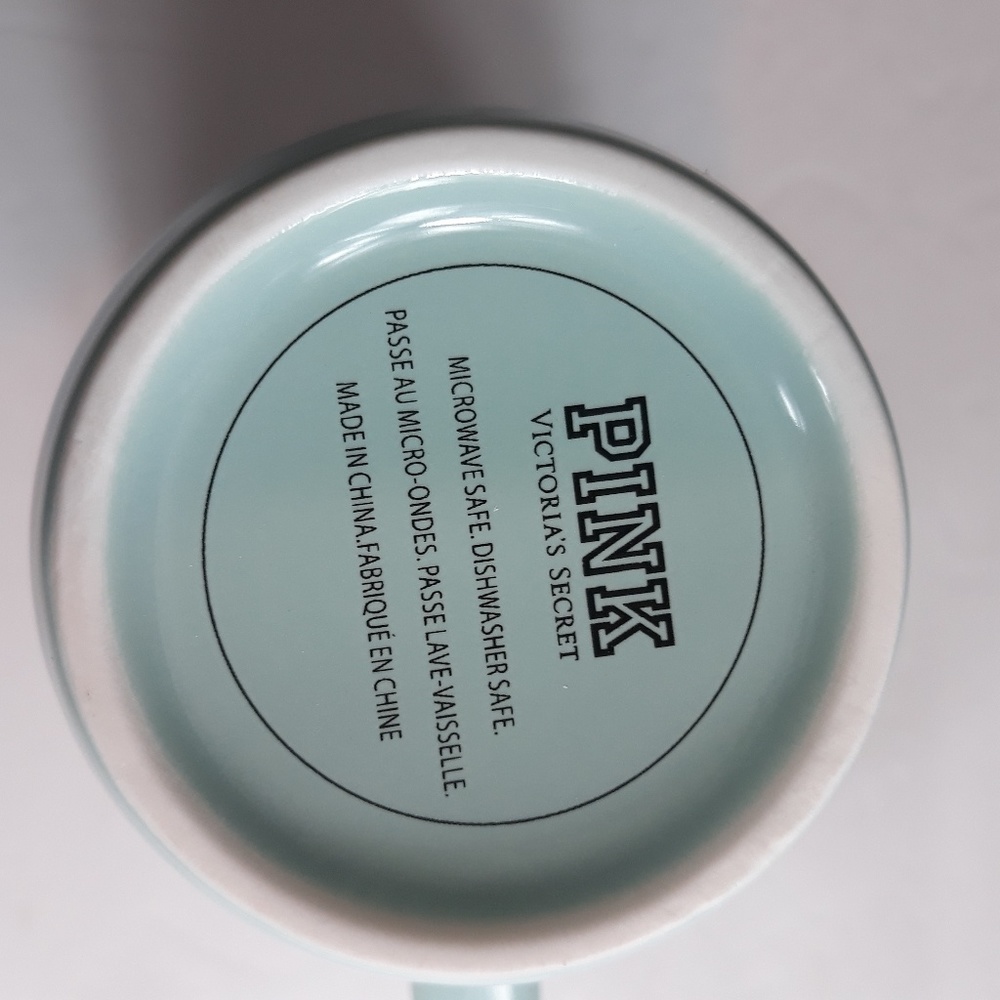 PINK
VICTORIA'S SECRET
MICROWAVE SAFE. DISHWASHER SAFE.
PASSE AU MICRO-ONDES. PASSE LAVE-VAISSELLE.
MADE IN CHINA.FABRIQUÉ EN CHINE